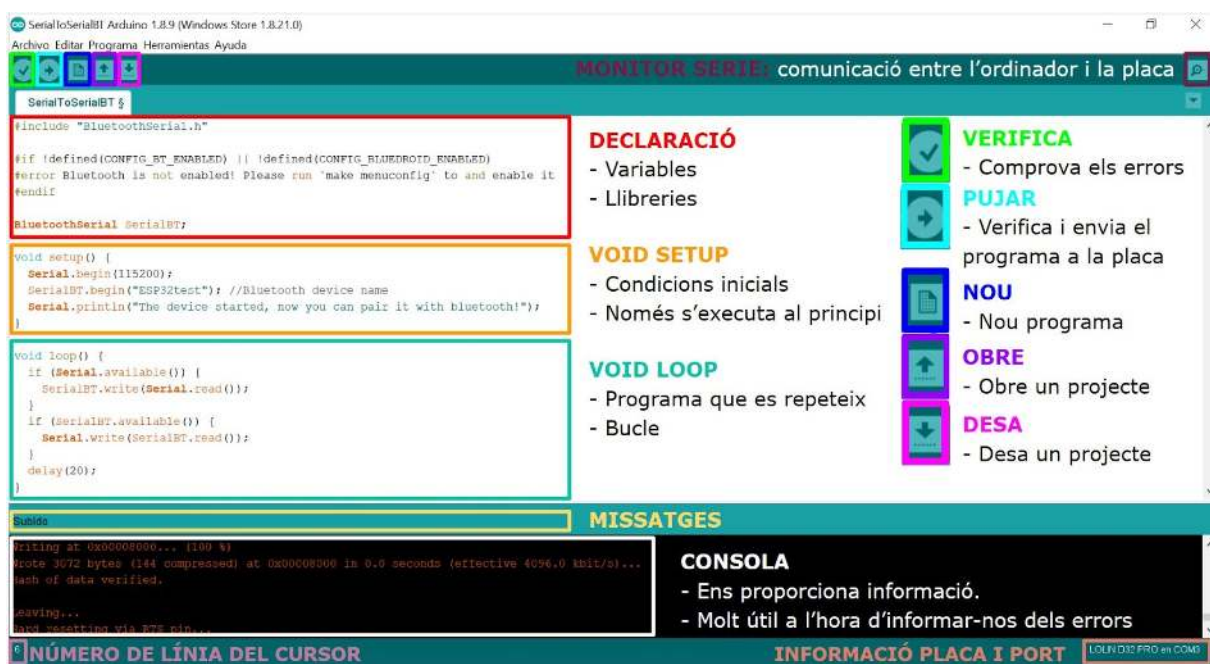 SerialToSerialBT Arduino 1.8.9 (Windows Store 1.8.21.0)
Archivo Editar Programa Herramientas Ayuda
MONITOR SERIE: comunicació entre l'ordinador i la placa
SerialToSerialBT §
#include "BluetoothSerial.h"
#if !defined(CONFIG_BT_ENABLED) || !defined(CONFIG_BLUEDROID_ENABLED)
#error Bluetooth is not enabled! Please run `make menuconfig` to and enable it
#endif
BluetoothSerial SerialBT;
void setup() {
Serial.begin(115200);
SerialBT.begin("ESP32test"); //Bluetooth device name
Serial.println("The device started, now you can pair it with bluetooth!");
}
void loop() {
if (Serial.available()) {
SerialBT.write(Serial.read());
}
if (SerialBT.available()) {
Serial.write(SerialBT.read());
}
delay(20);
}
DECLARACIÓ
- Variables
- Llibreries
VOID SETUP
- Condicions inicials
- Només s'executa al principi
VOID LOOP
- Programa que es repeteix
- Bucle
VERIFICA
- Comprova els errors
PUJAR
- Verifica i envia el
programa a la placa
NOU
- Nou programa
OBRE
- Obre un projecte
DESA
- Desa un projecte
Subido
MISSATGES
Writing at 0x00008000... (100 %)
Wrote 3072 bytes (144 compressed) at 0x00008000 in 0.0 seconds (effective 4096.0 kbit/s)...
Hash of data verified.
Leaving...
Hard resetting via RTS pin...
CONSOLA
- Ens proporciona informació.
- Molt útil a l'hora d'informar-nos dels errors
6
NÚMERO DE LÍNIA DEL CURSOR
INFORMACIÓ PLACA I PORT
LOLIN D32 PRO en COM3